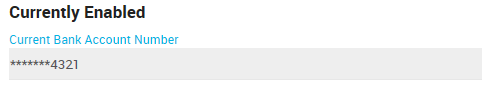 Currently Enabled
Current Bank Account Number
*******4321